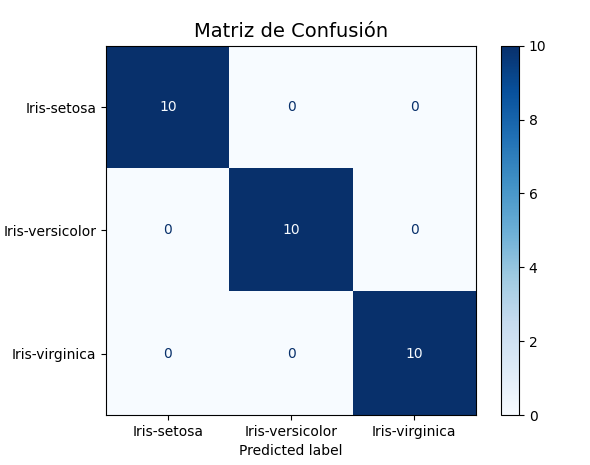 Matriz de Confusión
Iris-setosa 10 0 0
Iris-versicolor 0 10 0
Iris-virginica 0 0 10
Iris-setosa Iris-versicolor Iris-virginica
Predicted label
10
8
6
4
2
0